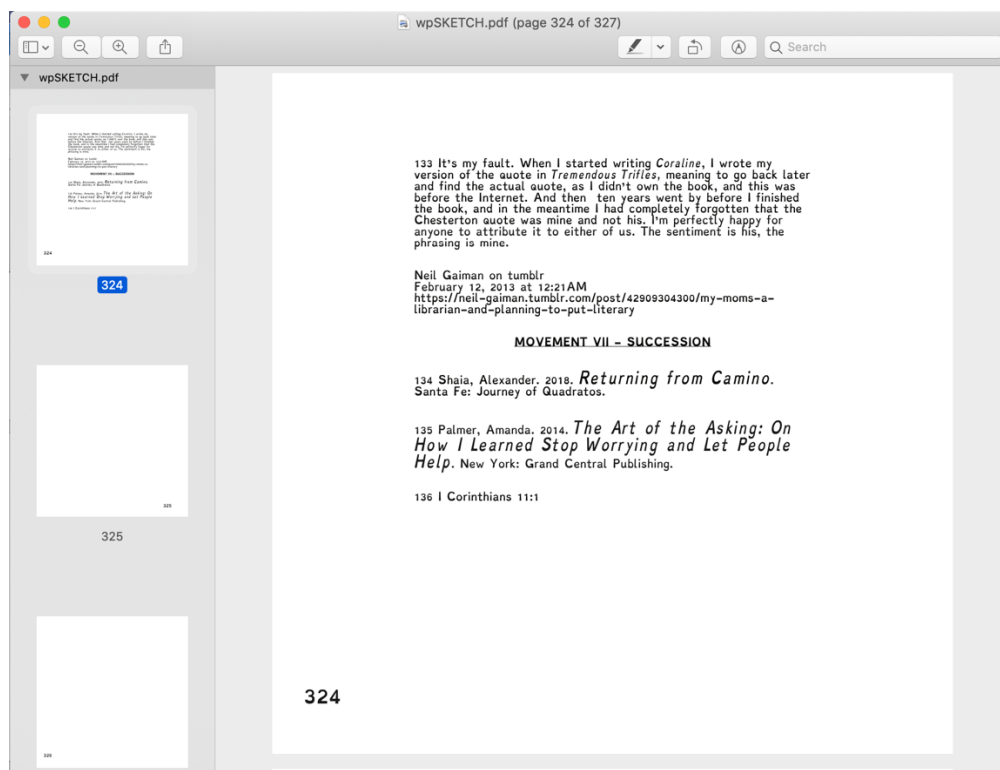 wpSKETCH.pdf (page 324 of 327)
Search
wpSKETCH.pdf
324
324
325
325
326
133 It's my fault. When I started writing Coraline, I wrote my
version of the quote in Tremendous Trifles, meaning to go back later
and find the actual quote, as I didn't own the book, and this was
before the Internet. And then  ten years went by before I finished
the book, and in the meantime I had completely forgotten that the
Chesterton quote was mine and not his. I'm perfectly happy for
anyone to attribute it to either of us. The sentiment is his, the
phrasing is mine.
Neil Gaiman on tumblr
February 12, 2013 at 12:21AM
https://neil-gaiman.tumblr.com/post/42909304300/my-moms-a-
librarian-and-planning-to-put-literary
MOVEMENT VII – SUCCESSION
134 Shaia, Alexander. 2018. Returning from Camino.
Santa Fe: Journey of Quadratos.
135 Palmer, Amanda. 2014. The Art of the Asking: On
How I Learned Stop Worrying and Let People
Help. New York: Grand Central Publishing.
136 I Corinthians 11:1
324